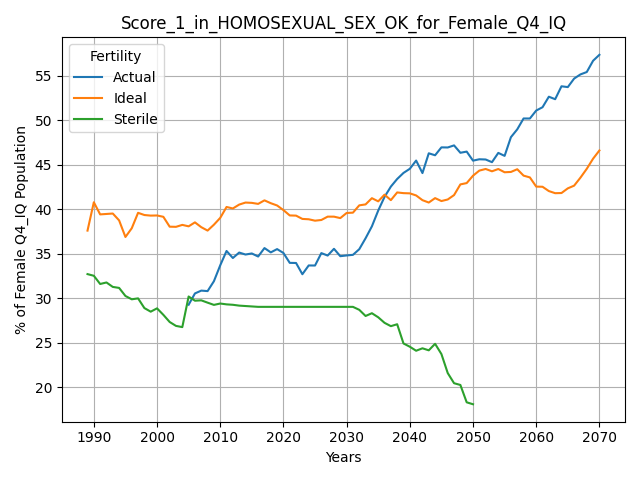 Score_1_in_HOMOSEXUAL_SEX_OK_for_Female_Q4_IQ
Fertility
Actual
Ideal
Sterile
% of Female Q4_IQ Population
55
50
45
40
35
30
25
20
1990 2000 2010 2020 2030 2040 2050 2060 2070
Years